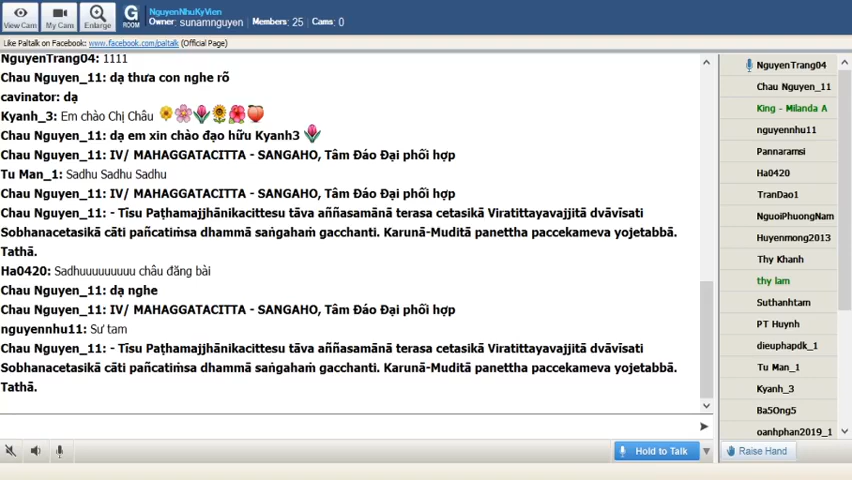 View Cam
My Cam
Enlarge
G
ROOM
NguyenNhuKyVien
Owner: sunamnguyen Members: 25 Cams: 0
Like Paltalk on Facebook: www.facebook.com/paltalk (Official Page)
NguyenTrang04: 1111
Chau Nguyen_11: dạ thưa con nghe rõ
cavinator: dạ
Kyanh_3: Em chào Chị Châu
Chau Nguyen_11: dạ em xin chào đạo hữu Kyanh3
Chau Nguyen_11: IV/ MAHAGGATACITTA - SANGAHO, Tâm Đáo Đại phối hợp
Tu Man_1: Sadhu Sadhu Sadhu
Chau Nguyen_11: IV/ MAHAGGATACITTA - SANGAHO, Tâm Đáo Đại phối hợp
Chau Nguyen_11: - Tīsu Paṭhamajjhānikacittesu tāva aññasamānā terasa cetasikā Viratittayavajjitā dvāvīsati
Sobhanacetasikā cāti pañcatiṁsa dhammā saṅgahaṁ gacchanti. Karunā-Muditā panettha paccekameva yojetabbā.
Tathā.
Ha0420: Sadhuuuuuuuuu châu đăng bài
Chau Nguyen_11: dạ nghe
Chau Nguyen_11: IV/ MAHAGGATACITTA - SANGAHO, Tâm Đáo Đại phối hợp
nguyennhu11: Sư tam
Chau Nguyen_11: - Tīsu Paṭhamajjhānikacittesu tāva aññasamānā terasa cetasikā Viratittayavajjitā dvāvīsati
Sobhanacetasikā cāti pañcatiṁsa dhammā saṅgahaṁ gacchanti. Karunā-Muditā panettha paccekameva yojetabbā.
Tathā.
Hold to Talk
NguyenTrang04
Chau Nguyen_11
King - Milanda A
nguyennhu11
Pannaramsi
Ha0420
TranDao1
NguoiPhuongNam
Huyenmong2013
Thy Khanh
thy lam
Suthanhtam
PT Huynh
dieuphapdk_1
Tu Man_1
Kyanh_3
Ba5Ong5
oanhphan2019_1
Raise Hand